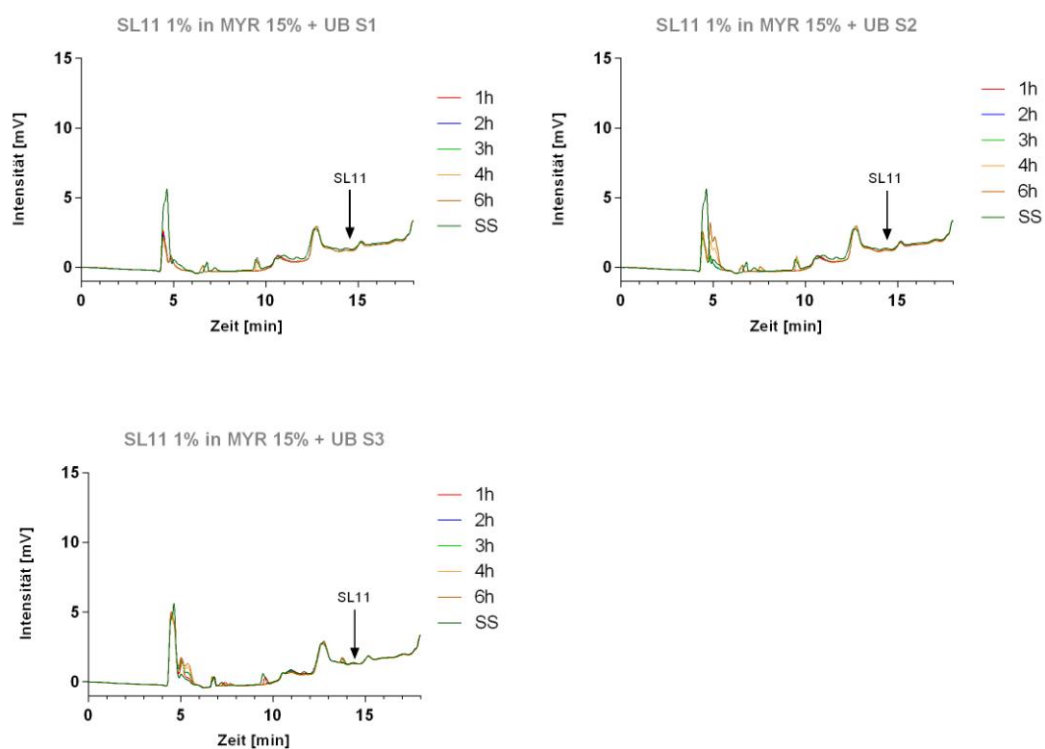 SL11 1% in MYR 15% + UB S1
15
10
5
0
Intensität [mV]
SL11
0 5 10 15
Zeit [min]
1h
2h
3h
4h
6h
SS
SL11 1% in MYR 15% + UB S2
15
10
5
0
Intensität [mV]
SL11
0 5 10 15
Zeit [min]
1h
2h
3h
4h
6h
SS
SL11 1% in MYR 15% + UB S3
15
10
5
0
Intensität [mV]
SL11
0 5 10 15
Zeit [min]
1h
2h
3h
4h
6h
SS